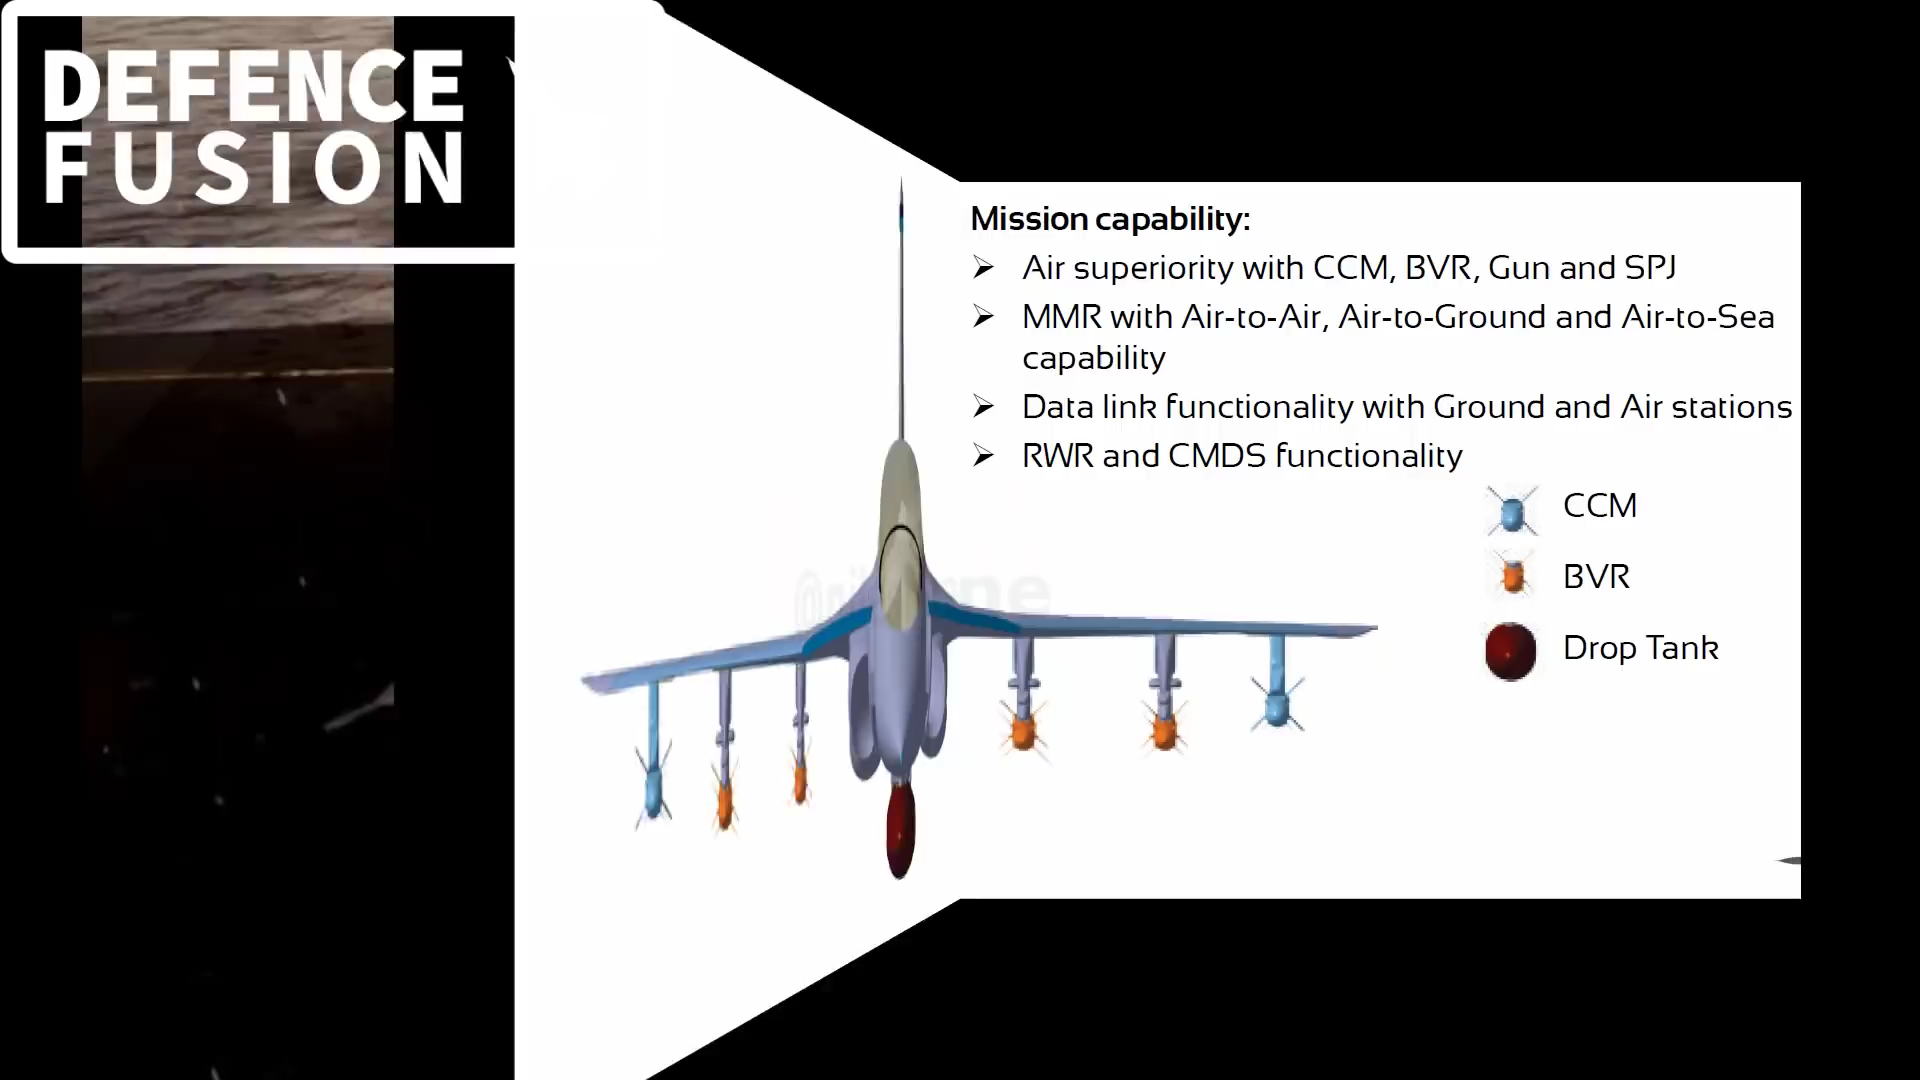 DEFENCE
FUSION
Mission capability:
Air superiority with CCM, BVR, Gun and SPJ
MMR with Air-to-Air, Air-to-Ground and Air-to-Sea
capability
Data link functionality with Ground and Air stations
RWR and CMDS functionality
CCM
BVR
Drop Tank